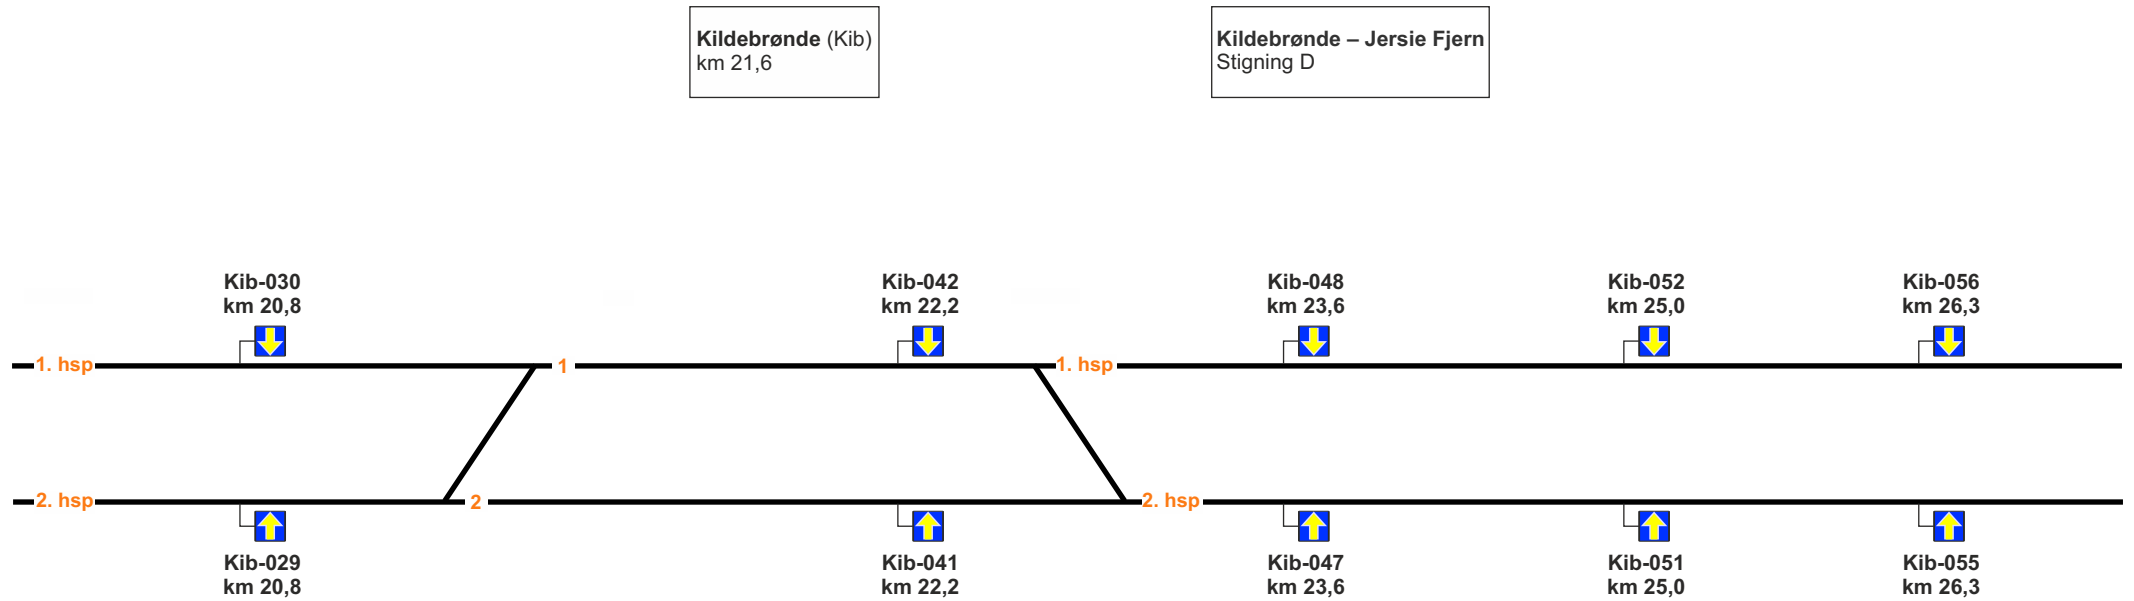 Kildebrønde (Kib)
km 21,6
Kildebrønde – Jersie Fjern
Stigning D
Kib-030
km 20,8
Kib-042
km 22,2
Kib-048
km 23,6
Kib-052
km 25,0
Kib-056
km 26,3
1. hsp
1
1. hsp
2. hsp
2
2. hsp
Kib-029
km 20,8
Kib-041
km 22,2
Kib-047
km 23,6
Kib-051
km 25,0
Kib-055
km 26,3